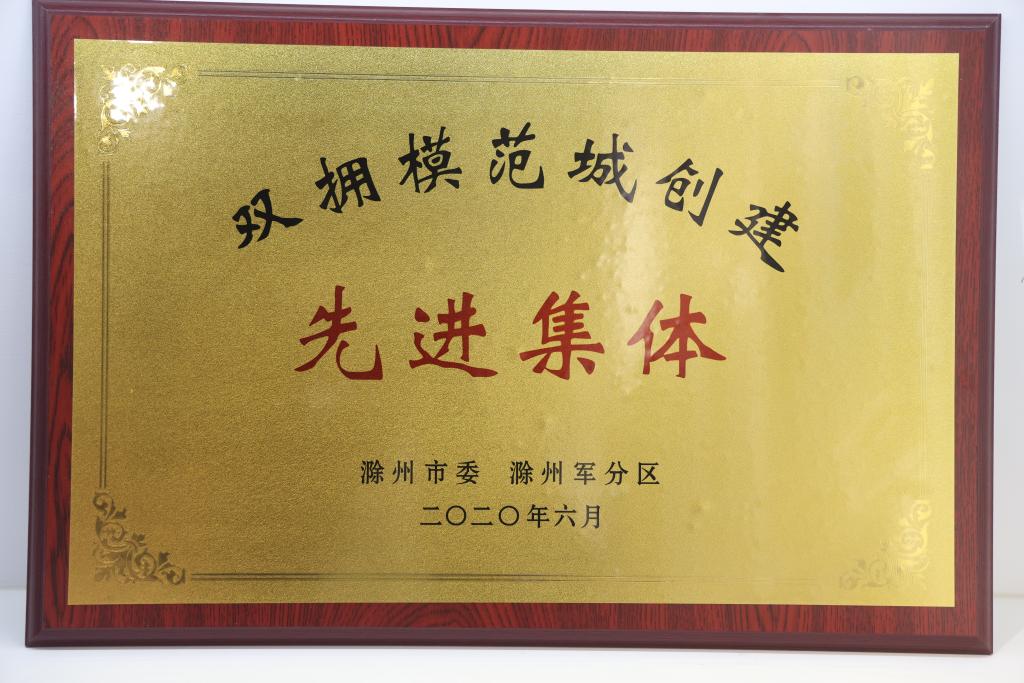 双拥模范城创建
先进集体
滁州市委 滁州军分区
二〇二〇年六月